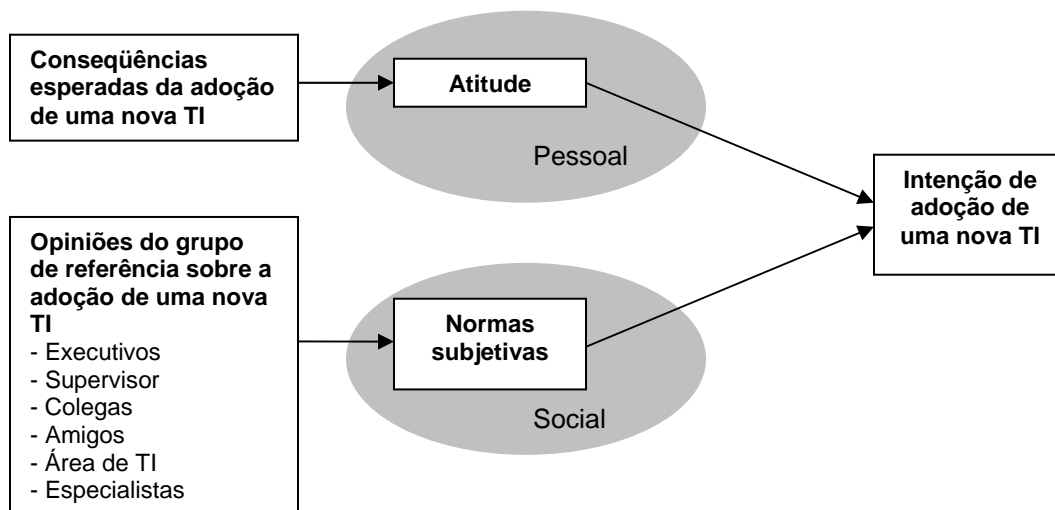 Conseqüências
esperadas da adoção
de uma nova TI
Atitude
Pessoal
Intenção de
adoção de
uma nova TI
Opiniões do grupo
de referência sobre a
adoção de uma nova
TI
- Executivos
- Supervisor
- Colegas
- Amigos
- Área de TI
- Especialistas
Normas
subjetivas
Social